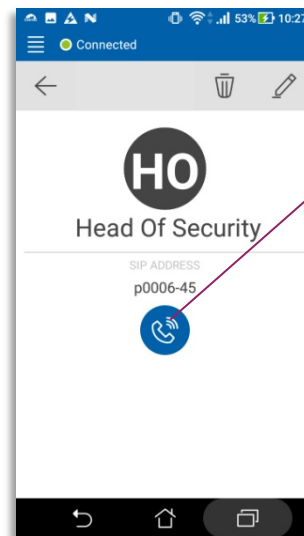 53% 10:27
Connected
HO
Head Of Security
SIP ADDRESS
p0006-45